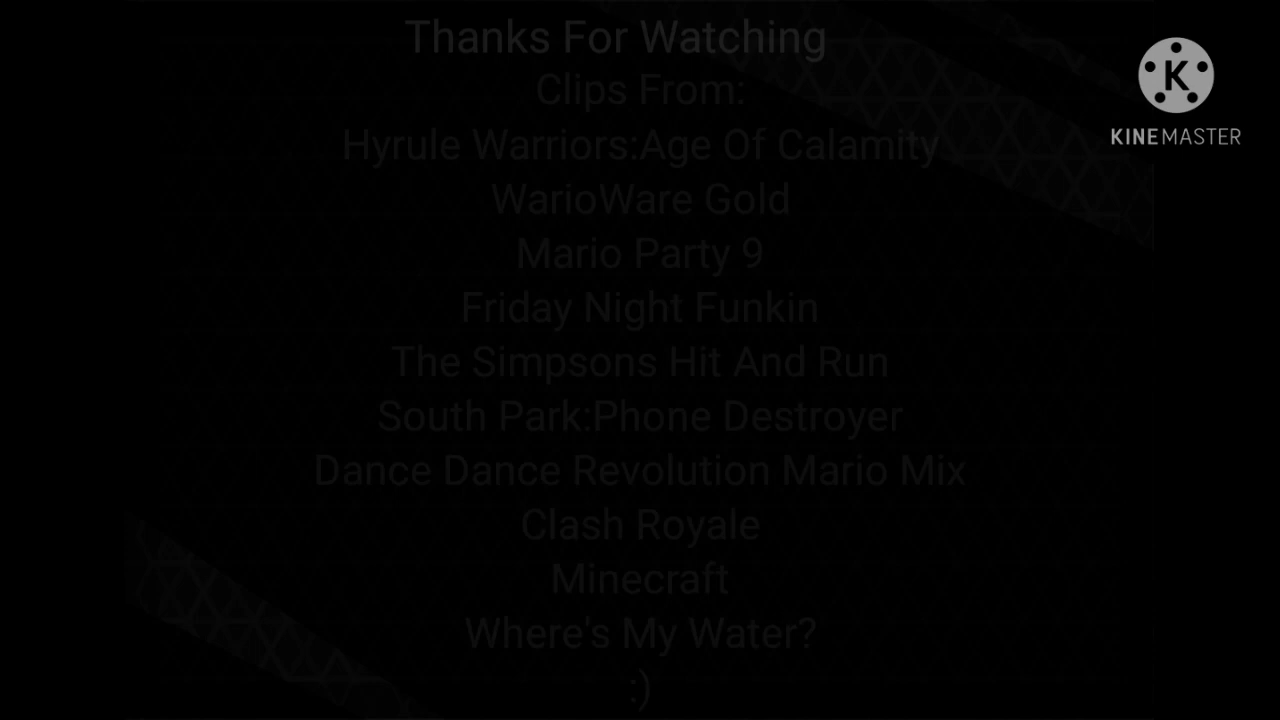 Thanks For Watching
Clips From:
Hyrule Warriors:Age Of Calamity
WarioWare Gold
Mario Party 9
Friday Night Funkin
The Simpsons Hit And Run
South Park:Phone Destroyer
Dance Dance Revolution Mario Mix
Clash Royale
Minecraft
Where's My Water?
:)
K
KINEMASTER